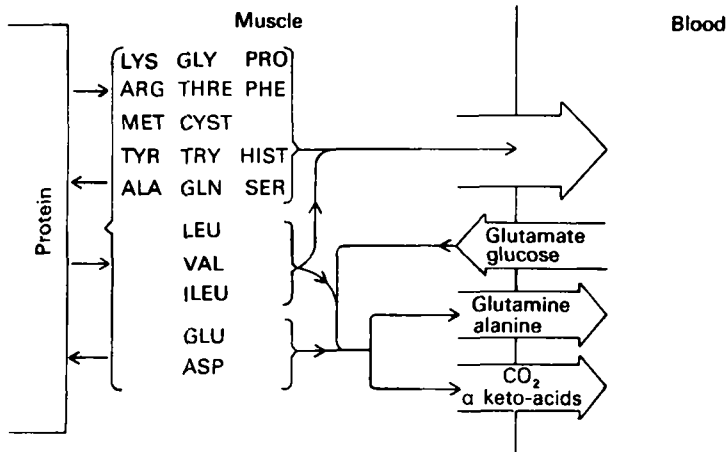 Muscle
Blood
Protein
LYS GLY PRO
ARG THRE PHE
MET CYST
TYR TRY HIST
ALA GLN SER
LEU
VAL
ILEU
GLU
ASP
Glutamate
glucose
Glutamine
alanine
CO₂
α keto-acids